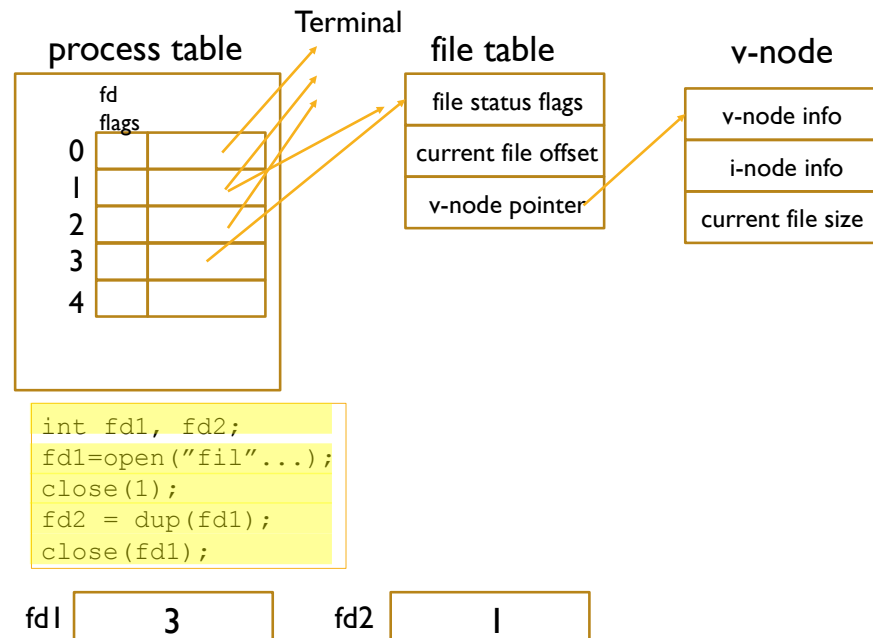 Terminal
process table
file table
v-node
fd
flags
0
1
2
3
4
file status flags
current file offset
v-node pointer
v-node info
i-node info
current file size
int fd1, fd2;
fd1=open(”fil”...);
close(1);
fd2 = dup(fd1);
close(fd1);
fd1 3 fd2 1